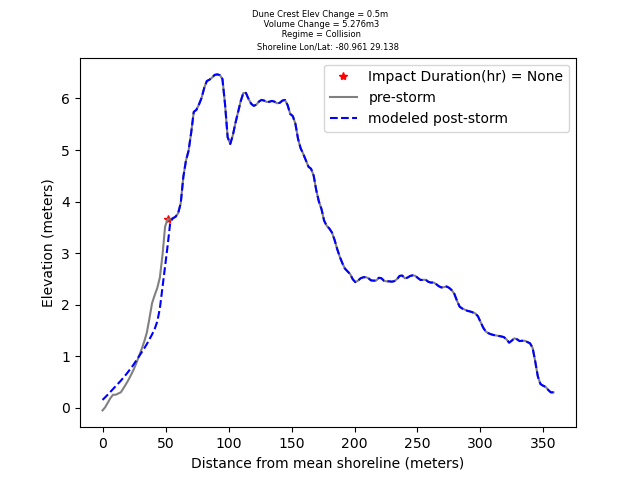 Dune Crest Elev Change = 0.5m
Volume Change = 5.276m3
Regime = Collision
Shoreline Lon/Lat: -80.961 29.138
Impact Duration(hr) = None
pre-storm
modeled post-storm
Elevation (meters)
6
5
4
3
2
1
0
0 50 100 150 200 250 300 350
Distance from mean shoreline (meters)